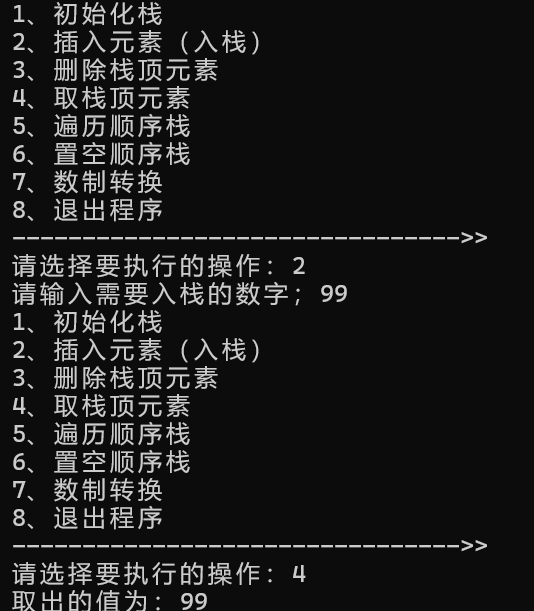 1、初始化栈
2、插入元素（入栈）
3、删除栈顶元素
4、取栈顶元素
5、遍历顺序栈
6、置空顺序栈
7、数制转换
8、退出程序
-------------------------------->>
请选择要执行的操作：2
请输入需要入栈的数字；99
1、初始化栈
2、插入元素（入栈）
3、删除栈顶元素
4、取栈顶元素
5、遍历顺序栈
6、置空顺序栈
7、数制转换
8、退出程序
-------------------------------->>
请选择要执行的操作：4
取出的值为：99